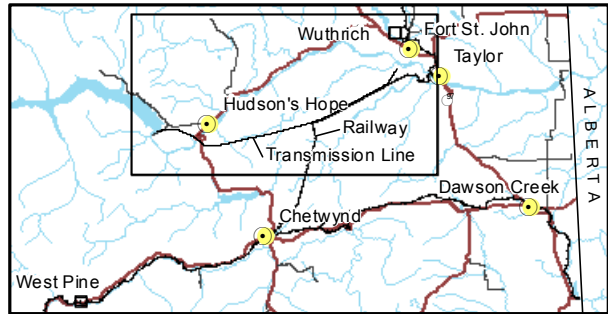 Fort St. John
Wuthrich
Taylor
Hudson's Hope
Railway
Transmission Line
ALBERTA
Dawson Creek
Chetwynd
West Pine